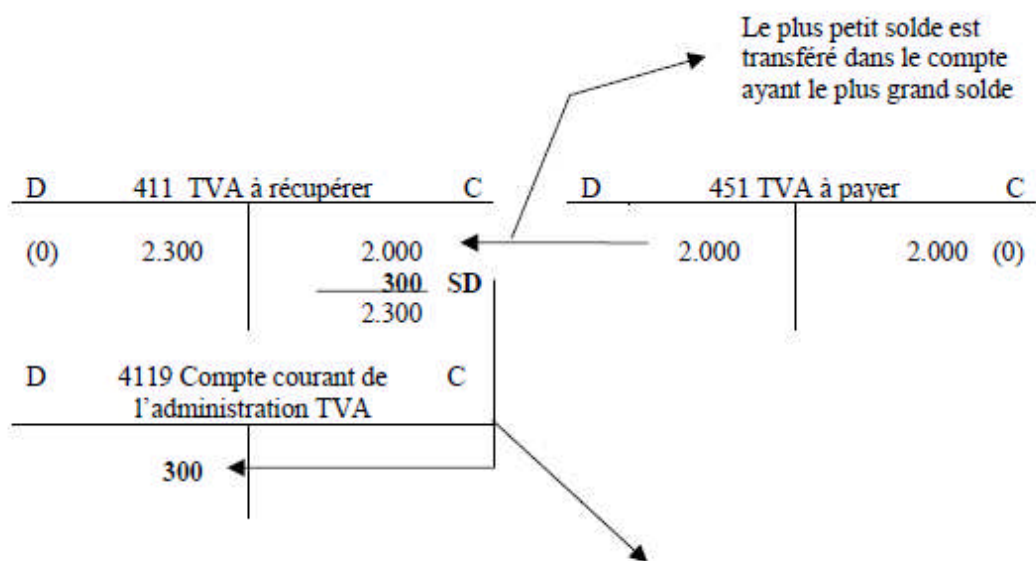 Le plus petit solde est
transféré dans le compte
ayant le plus grand solde
D 411 TVA à récupérer C
D 451 TVA à payer C
(0) 2.300 2.000
2.000 2.000 (0)
300 SD
2.300
D 4119 Compte courant de C
l'administration TVA
300